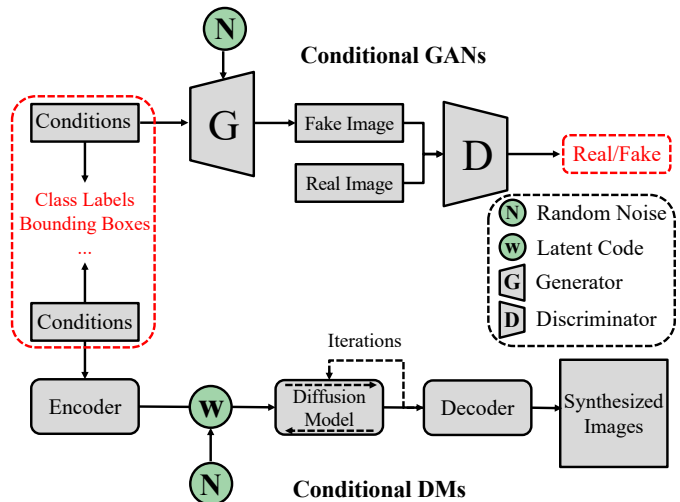 N
Conditional GANs
Conditions
G
Fake Image
Real Image
D
Real/Fake
Class Labels
Bounding Boxes
...
Conditions
N Random Noise
w Latent Code
G Generator
D Discriminator
Iterations
Encoder
w
Diffusion
Model
Decoder
Synthesized
Images
N
Conditional DMs